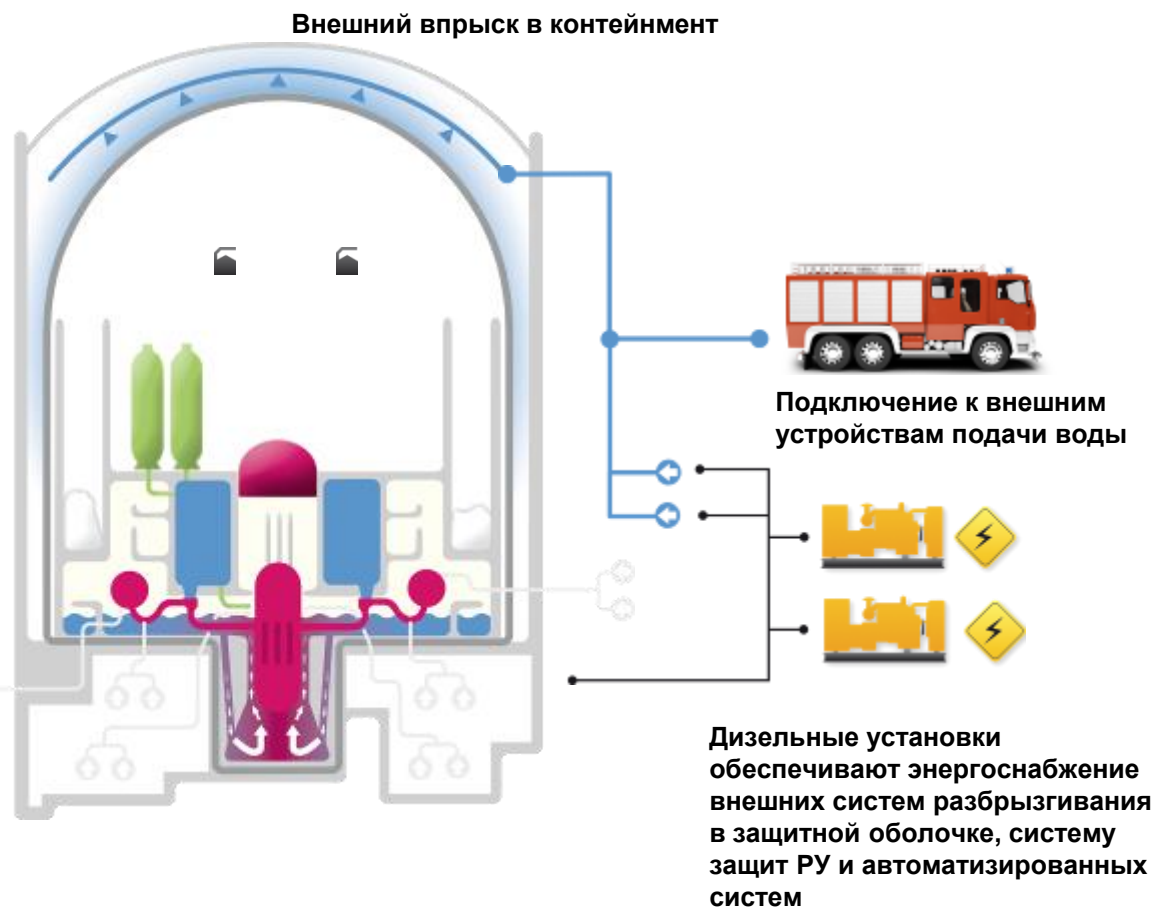 Внешний впрыск в контейнмент
Подключение к внешним
устройствам подачи воды
Дизельные установки
обеспечивают энергоснабжение
внешних систем разбрызгивания
в защитной оболочке, систему
защит РУ и автоматизированных
систем